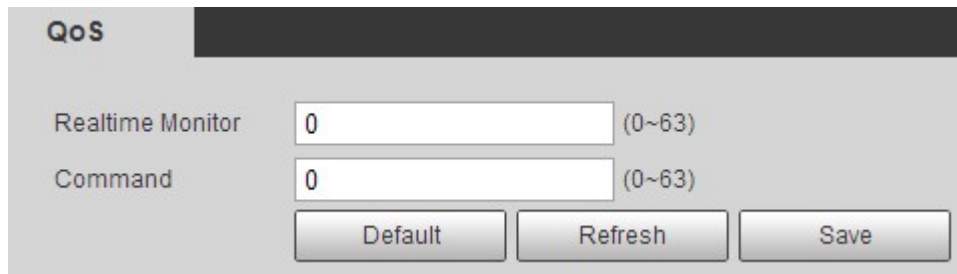 QoS
Realtime Monitor 0 (0~63)
Command 0 (0~63)
Default Refresh Save